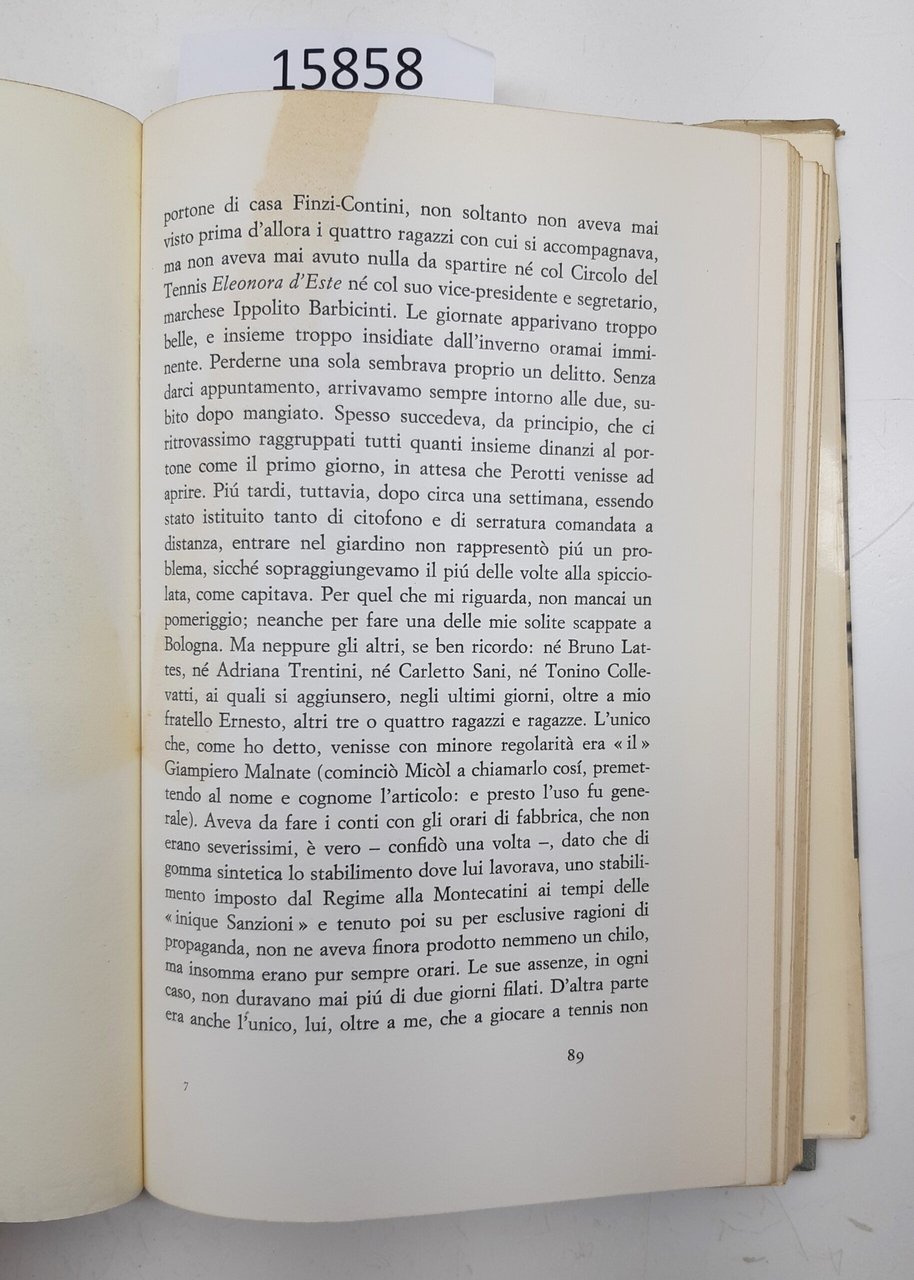 15858
portone di casa Finzi-Contini, non soltanto non aveva mai
visto prima d'allora i quattro ragazzi con cui si accompagnava,
ma non aveva mai avuto nulla da spartire né col Circolo del
Tennis Eleonora d'Este né col suo vice-presidente e segretario,
marchese Ippolito Barbicinti. Le giornate apparivano troppo
belle, e insieme troppo insidiate dall'inverno oramai immi-
nente. Perderne una sola sembrava proprio un delitto. Senza
darci appuntamento, arrivavamo sempre intorno alle due, su-
bito dopo mangiato. Spesso succedeva, da principio, che ci
ritrovassimo raggruppati tutti quanti insieme dinanzi al por-
tone come il primo giorno, in attesa che Perotti venisse ad
aprire. Piú tardi, tuttavia, dopo circa una settimana, essendo
stato istituito tanto di citofono e di serratura comandata a
distanza, entrare nel giardino non rappresentò piú un pro-
blema, sicché sopraggiungevamo il piú delle volte alla spiccio-
lata, come capitava. Per quel che mi riguarda, non mancai un
pomeriggio; neanche per fare una delle mie solite scappate a
Bologna. Ma neppure gli altri, se ben ricordo: né Bruno Lat-
tes, né Adriana Trentini, né Carletto Sani, né Tonino Colle-
vatti, ai quali si aggiunsero, negli ultimi giorni, oltre a mio
fratello Ernesto, altri tre o quattro ragazzi e ragazze. L'unico
che, come ho detto, venisse con minore regolarità era « il »
Giampiero Malnate (cominciò Micòl a chiamarlo cosí, premet-
tendo al nome e cognome l'articolo: e presto l'uso fu gene-
rale). Aveva da fare i conti con gli orari di fabbrica, che non
erano severissimi, è vero – confidò una volta –, dato che di
gomma sintetica lo stabilimento dove lui lavorava, uno stabili-
mento imposto dal Regime alla Montecatini ai tempi delle
« inique Sanzioni » e tenuto poi su per esclusive ragioni di
propaganda, non ne aveva finora prodotto nemmeno un chilo,
ma insomma erano pur sempre orari. Le sue assenze, in ogni
caso, non duravano mai piú di due giorni filati. D'altra parte
era anche l'unico, lui, oltre a me, che a giocare a tennis non
89
7